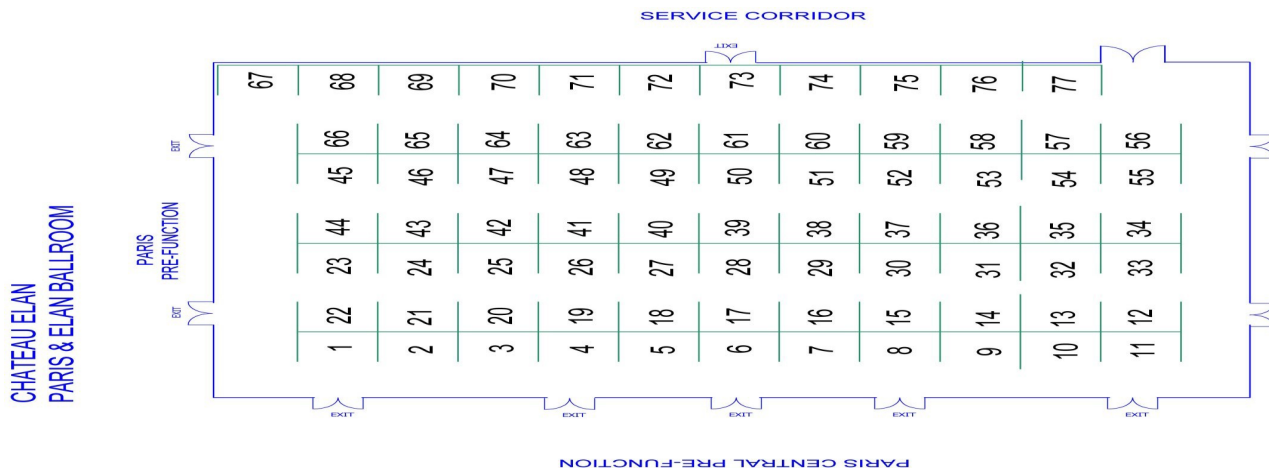 SERVICE CORRIDOR
EXIT
67 68 69 70 71 72 73 74 75 76 77
EXIT
66 65 64 63 62 61 60 59 58 57 56
45 46 47 48 49 50 51 52 53 54 55
CHATEAU ELAN
PARIS & ELAN BALLROOM
PARIS
PRE-FUNCTION
44 43 42 41 40 39 38 37 36 35 34
23 24 25 26 27 28 29 30 31 32 33
EXIT
22 21 20 19 18 17 16 15 14 13 12
1 2 3 4 5 6 7 8 9 10 11
EXIT EXIT EXIT EXIT EXIT
PARIS CENTRAL PRE-FUNCTION